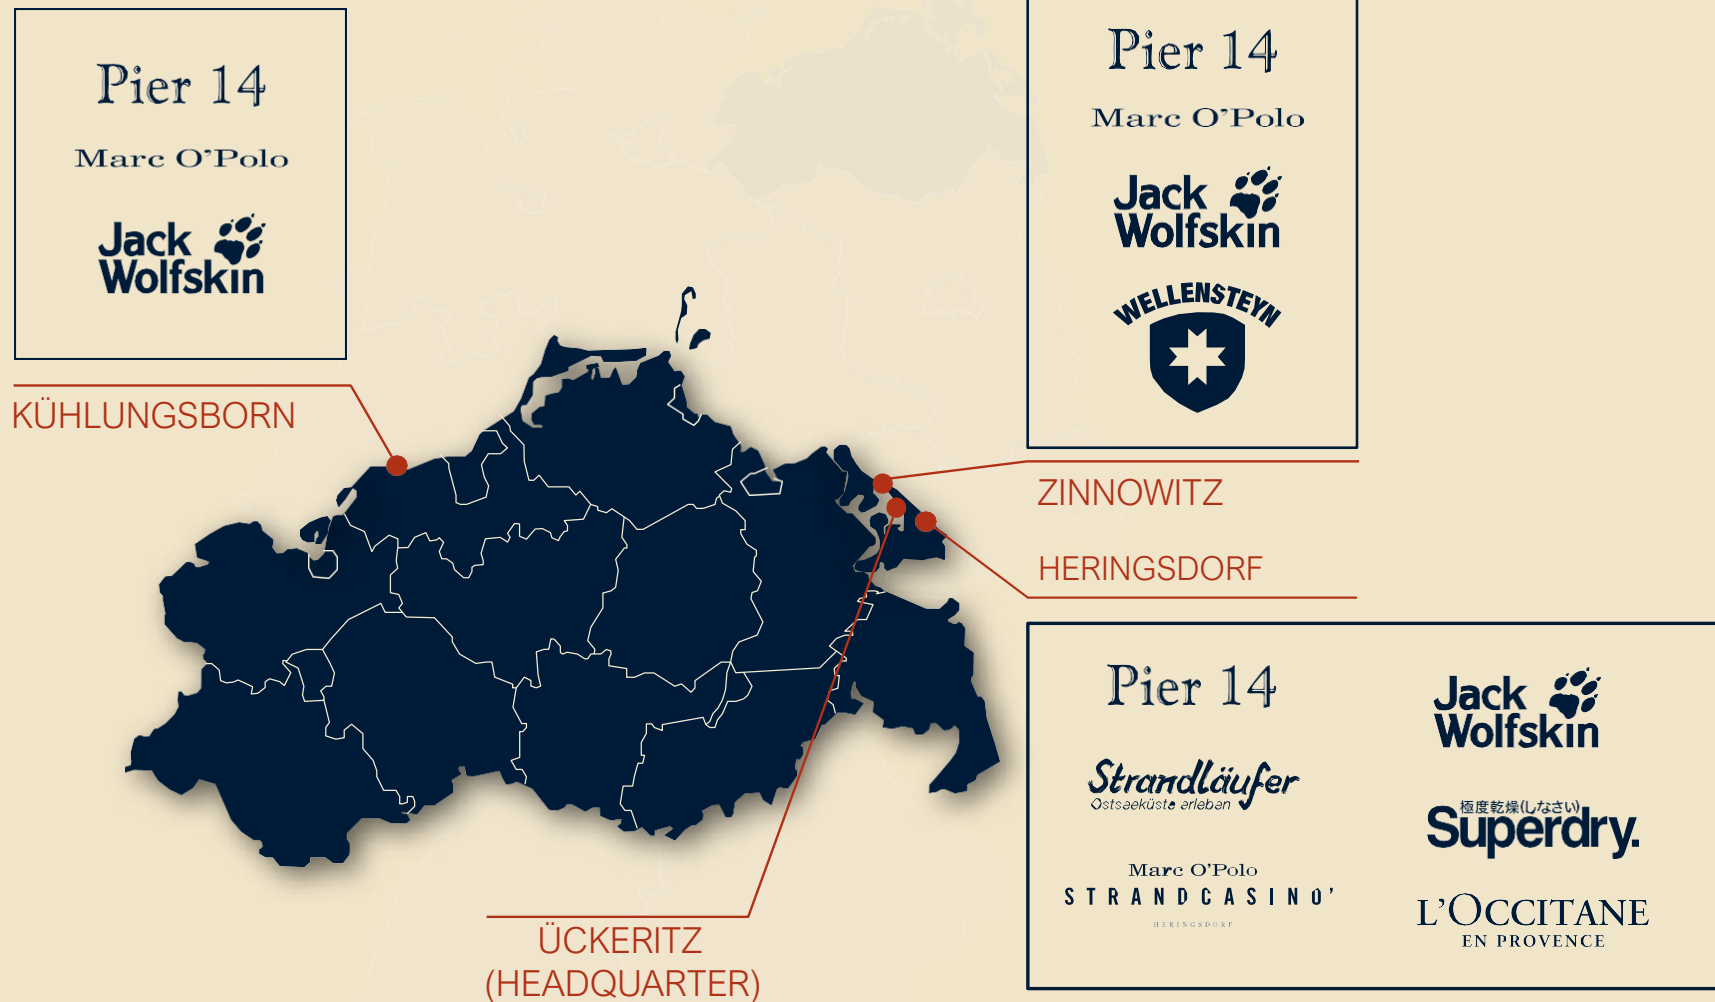 Pier 14
Marc O'Polo
Jack
Wolfskin
KÜHLUNGSBORN
Pier 14
Marc O'Polo
Jack
Wolfskin
WELLENSTEYN
ZINNOWITZ
HERINGSDORF
Pier 14
Strandläufer
Ostseeküste erleben
Marc O'Polo
STRANDCASINO'
HERINGSDORF
Jack
Wolfskin
極度乾燥(しなさい)
Superdry.
L'OCCITANE
EN PROVENCE
ÜCKERITZ
(HEADQUARTER)